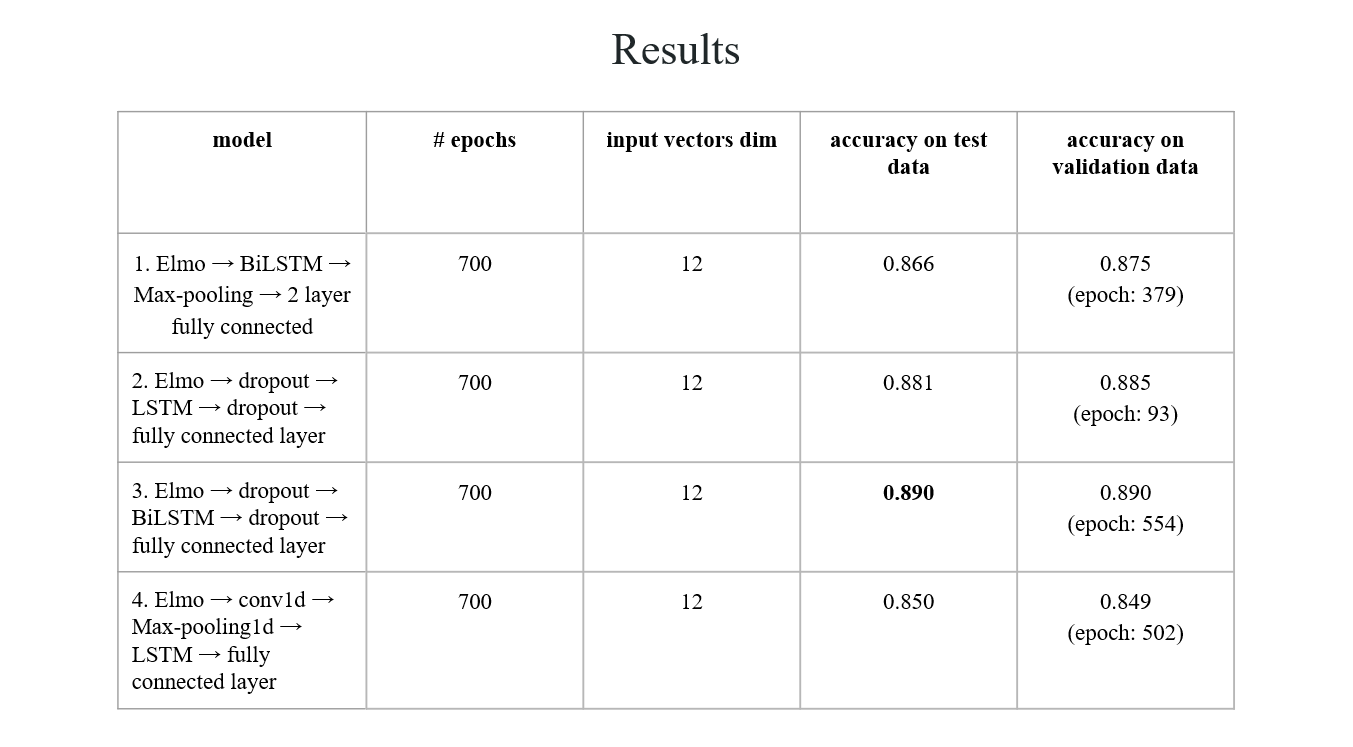 Results
model
# epochs
input vectors dim
accuracy on test
data
accuracy on
validation data
1. Elmo → BiLSTM →
Max-pooling → 2 layer
fully connected
700
12
0.866
0.875
(epoch: 379)
2. Elmo → dropout →
LSTM → dropout →
fully connected layer
700
12
0.881
0.885
(epoch: 93)
3. Elmo → dropout →
BiLSTM → dropout →
fully connected layer
700
12
0.890
0.890
(epoch: 554)
4. Elmo → conv1d →
Max-pooling1d →
LSTM → fully
connected layer
700
12
0.850
0.849
(epoch: 502)